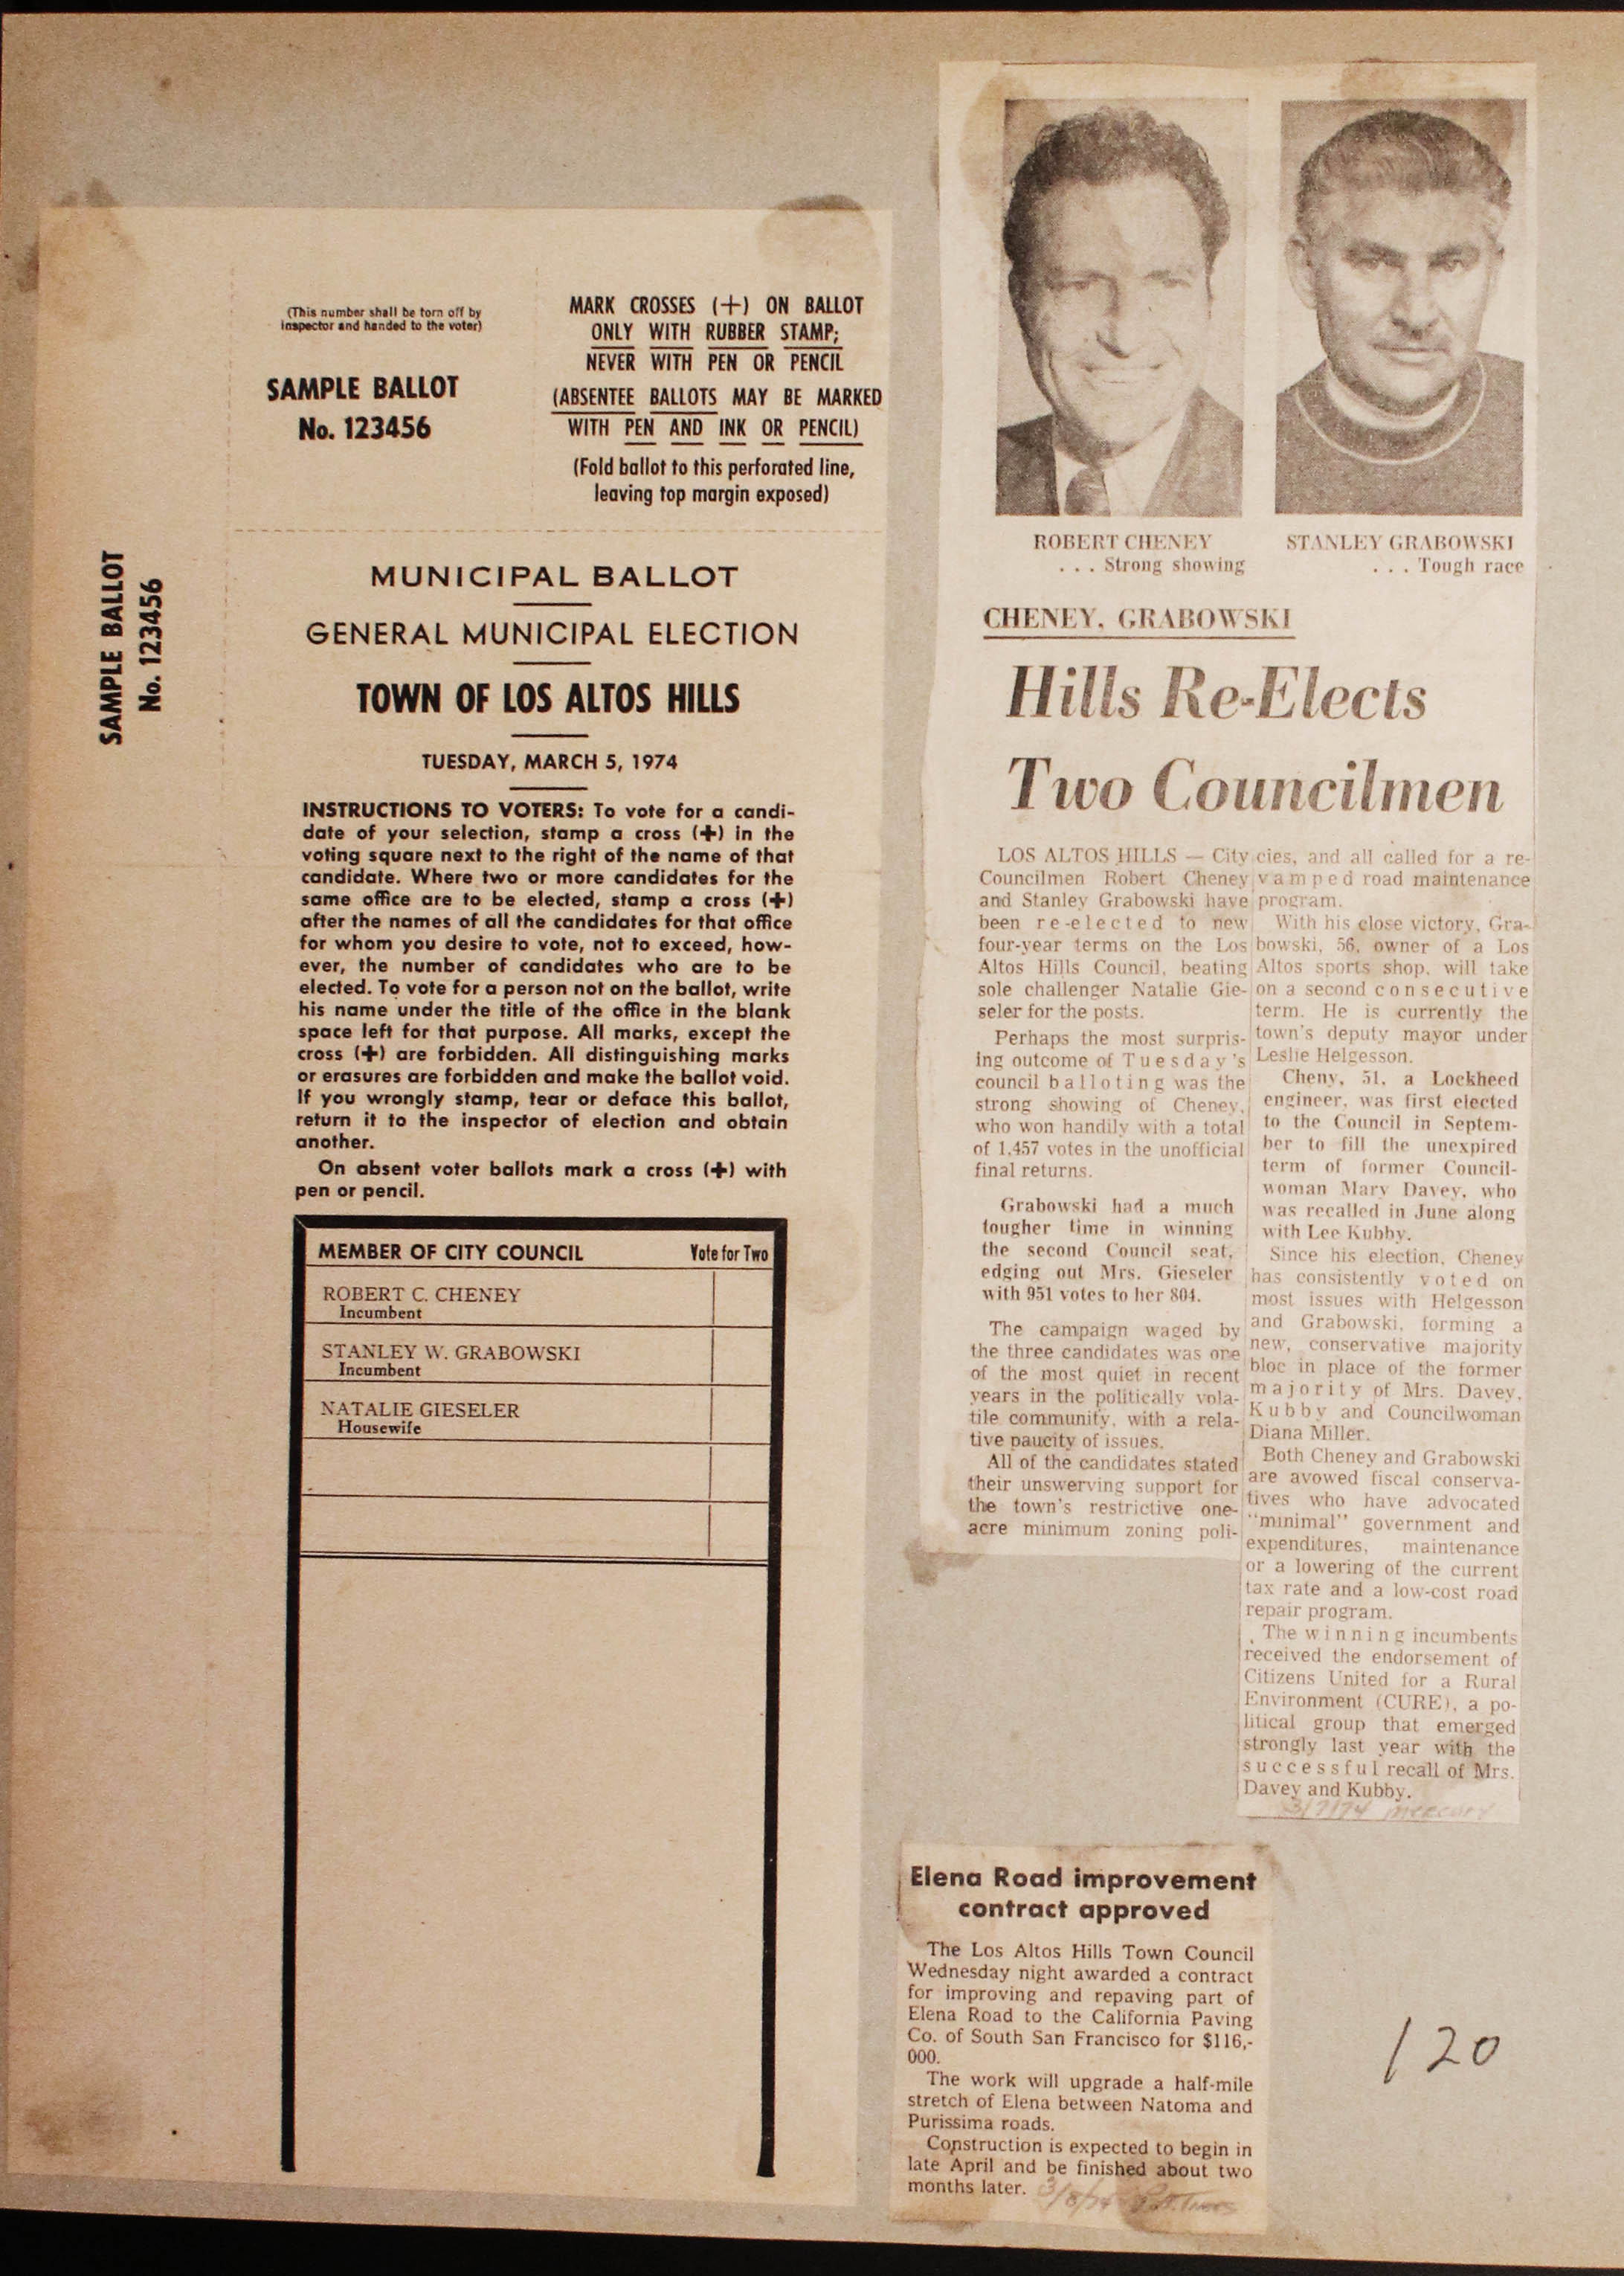 (This number shall be torn off by
inspector and handed to the voter)
SAMPLE BALLOT
No. 123456
MARK CROSSES (+) ON BALLOT
ONLY WITH RUBBER STAMP;
NEVER WITH PEN OR PENCIL
(ABSENTEE BALLOTS MAY BE MARKED
WITH PEN AND INK OR PENCIL)
(Fold ballot to this perforated line,
leaving top margin exposed)
SAMPLE BALLOT
No. 123456
MUNICIPAL BALLOT
GENERAL MUNICIPAL ELECTION
TOWN OF LOS ALTOS HILLS
TUESDAY, MARCH 5, 1974
INSTRUCTIONS TO VOTERS: To vote for a candi-
date of your selection, stamp a cross (+) in the
voting square next to the right of the name of that
candidate. Where two or more candidates for the
same office are to be elected, stamp a cross (+)
after the names of all the candidates for that office
for whom you desire to vote, not to exceed, how-
ever, the number of candidates who are to be
elected. To vote for a person not on the ballot, write
his name under the title of the office in the blank
space left for that purpose. All marks, except the
cross (+) are forbidden. All distinguishing marks
or erasures are forbidden and make the ballot void.
If you wrongly stamp, tear or deface this ballot,
return it to the inspector of election and obtain
another.
On absent voter ballots mark a cross (+) with
pen or pencil.
MEMBER OF CITY COUNCIL Vote for Two
ROBERT C. CHENEY
Incumbent
STANLEY W. GRABOWSKI
Incumbent
NATALIE GIESELER
Housewife
ROBERT CHENEY
. . . Strong showing
STANLEY GRABOWSKI
. . . Tough race
CHENEY, GRABOWSKI
Hills Re-Elects
Two Councilmen
LOS ALTOS HILLS — City
Councilmen Robert Cheney
and Stanley Grabowski have
been re-elected to new
four-year terms on the Los
Altos Hills Council, beating
sole challenger Natalie Gie-
seler for the posts.
Perhaps the most surpris-
ing outcome of Tuesday's
council balloting was the
strong showing of Cheney,
who won handily with a total
of 1,457 votes in the unofficial
final returns.
Grabowski had a much
tougher time in winning
the second Council seat,
edging out Mrs. Gieseler
with 951 votes to her 804.
The campaign waged by
the three candidates was one
of the most quiet in recent
years in the politically vola-
tile community, with a rela-
tive paucity of issues.
All of the candidates stated
their unswerving support for
the town's restrictive one-
acre minimum zoning poli-
cies, and all called for a re-
vamped road maintenance
program.
With his close victory, Gra-
bowski, 56, owner of a Los
Altos sports shop, will take
on a second consecutive
term. He is currently the
town's deputy mayor under
Leslie Helgesson.
Cheny, 51, a Lockheed
engineer, was first elected
to the Council in Septem-
ber to fill the unexpired
term of former Council-
woman Mary Davey, who
was recalled in June along
with Lee Kubby.
Since his election, Cheney
has consistently voted on
most issues with Helgesson
and Grabowski, forming a
new, conservative majority
bloc in place of the former
majority of Mrs. Davey,
Kubby and Councilwoman
Diana Miller.
Both Cheney and Grabowski
are avowed fiscal conserva-
tives who have advocated
"minimal" government and
expenditures, maintenance
or a lowering of the current
tax rate and a low-cost road
repair program.
The winning incumbents
received the endorsement of
Citizens United for a Rural
Environment (CURE), a po-
litical group that emerged
strongly last year with the
successful recall of Mrs.
Davey and Kubby.
3/7/74 mercury
Elena Road improvement
contract approved
The Los Altos Hills Town Council
Wednesday night awarded a contract
for improving and repaving part of
Elena Road to the California Paving
Co. of South San Francisco for $116,-
000.
The work will upgrade a half-mile
stretch of Elena between Natoma and
Purissima roads.
Construction is expected to begin in
late April and be finished about two
months later.
3/8/74 Times
120